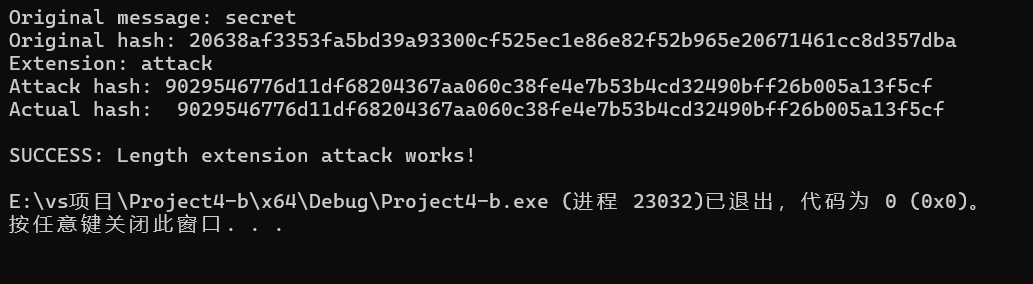 Original message: secret
Original hash: 20638af3353fa5bd39a93300cf525ec1e86e82f52b965e20671461cc8d357dba
Extension: attack
Attack hash: 9029546776d11df68204367aa060c38fe4e7b53b4cd32490bff26b005a13f5cf
Actual hash:  9029546776d11df68204367aa060c38fe4e7b53b4cd32490bff26b005a13f5cf
SUCCESS: Length extension attack works!
E:\vs项目\Project4-b\x64\Debug\Project4-b.exe (进程 23032)已退出，代码为 0 (0x0)。
按任意键关闭此窗口. . .